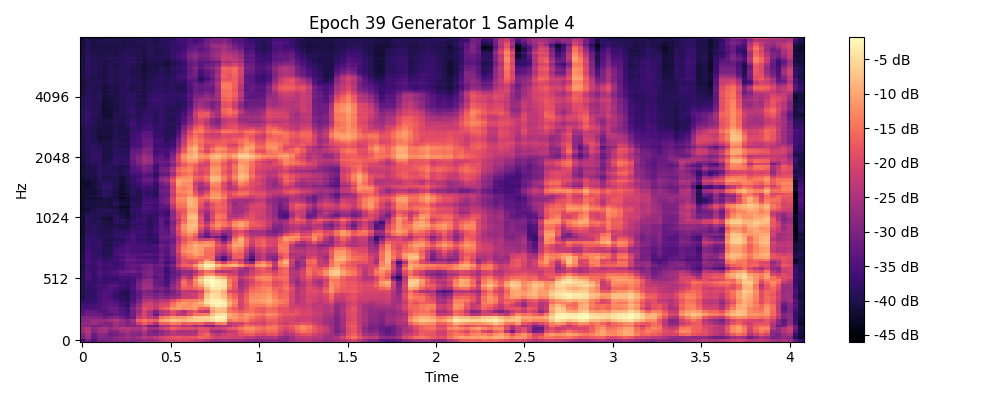 Epoch 39 Generator 1 Sample 4
Hz
4096
2048
1024
512
0
0 0.5 1 1.5 2 2.5 3 3.5 4
Time
-5 dB
-10 dB
-15 dB
-20 dB
-25 dB
-30 dB
-35 dB
-40 dB
-45 dB